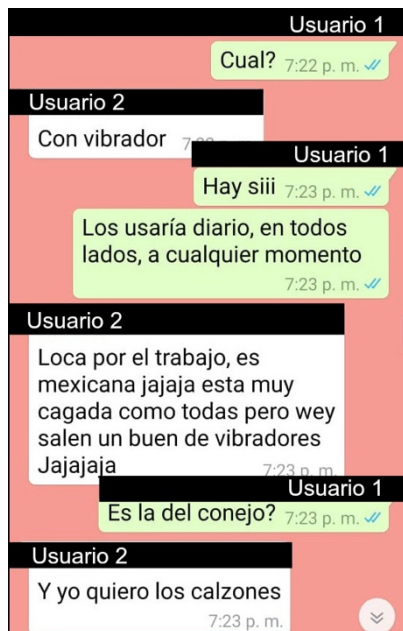 Usuario 1
Cual? 7:22 p. m.
Usuario 2
Con vibrador
Usuario 1
Hay siii 7:23 p. m.
Los usaría diario, en todos
lados, a cualquier momento
7:23 p. m.
Usuario 2
Loca por el trabajo, es
mexicana jajaja esta muy
cagada como todas pero wey
salen un buen de vibradores
Jajajaja 7:23 p. m.
Usuario 1
Es la del conejo? 7:23 p. m.
Usuario 2
Y yo quiero los calzones
7:23 p. m.